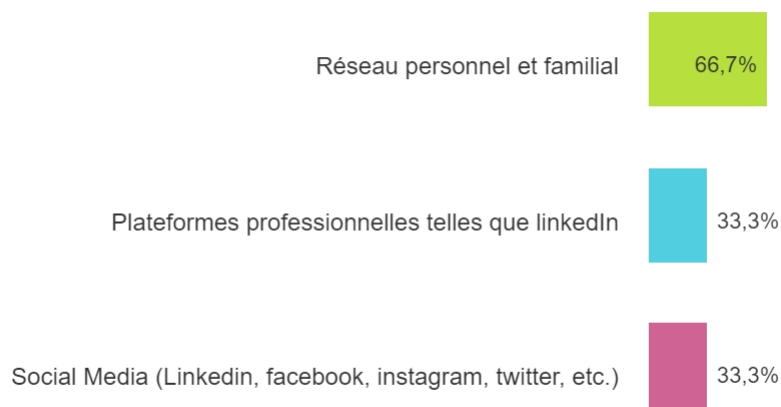 Réseau personnel et familial 66,7%
Plateformes professionnelles telles que linkedIn 33,3%
Social Media (Linkedin, facebook, instagram, twitter, etc.) 33,3%